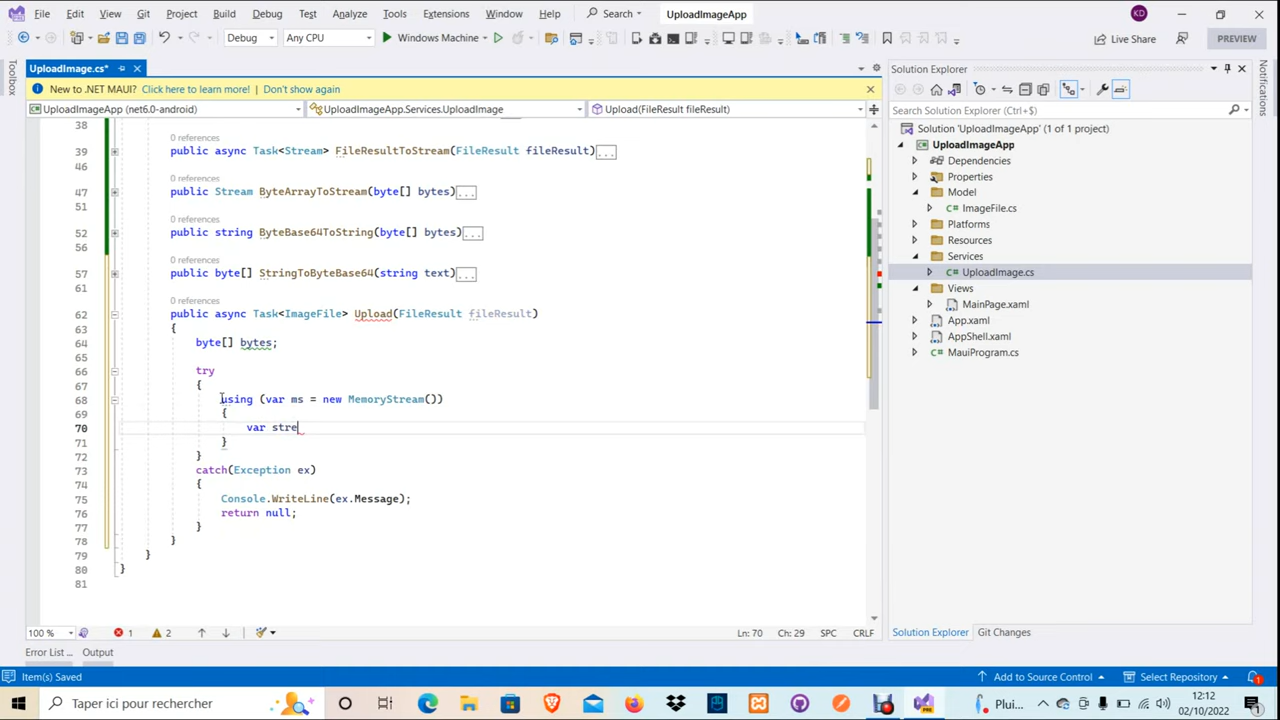 File Edit View Git Project Build Debug Test Analyze Tools Extensions Window Help Search UploadImageApp KD
Debug Any CPU Windows Machine Live Share PREVIEW
Toolbox
UploadImage.cs*
New to .NET MAUI? Click here to learn more! Don't show again
UploadImageApp (net6.0-android) UploadImageApp.Services.UploadImage Upload(FileResult fileResult)
38
0 references
39 public async Task<Stream> FileResultToStream(FileResult fileResult)...
46
0 references
47 public Stream ByteArrayToStream(byte[] bytes)...
51
0 references
52 public string ByteBase64ToString(byte[] bytes)...
56
0 references
57 public byte[] StringToByteBase64(string text)...
61
0 references
62 public async Task<ImageFile> Upload(FileResult fileResult)
63 {
64 byte[] bytes;
65
66 try
67 {
68 using (var ms = new MemoryStream())
69 {
70 var stre
71 }
72 }
73 catch(Exception ex)
74 {
75 Console.WriteLine(ex.Message);
76 return null;
77 }
78 }
79 }
80 }
81
100 % 1 2 Ln: 70 Ch: 29 SPC CRLF
Error List ... Output
Solution Explorer
Search Solution Explorer (Ctrl+$)
Solution 'UploadImageApp' (1 of 1 project)
UploadImageApp
Dependencies
Properties
Model
ImageFile.cs
Platforms
Resources
Services
UploadImage.cs
Views
MainPage.xaml
App.xaml
AppShell.xaml
MauiProgram.cs
Solution Explorer Git Changes
Notifications
Item(s) Saved Add to Source Control Select Repository 1
Taper ici pour rechercher PRE Plui... 12:12
02/10/2022 1